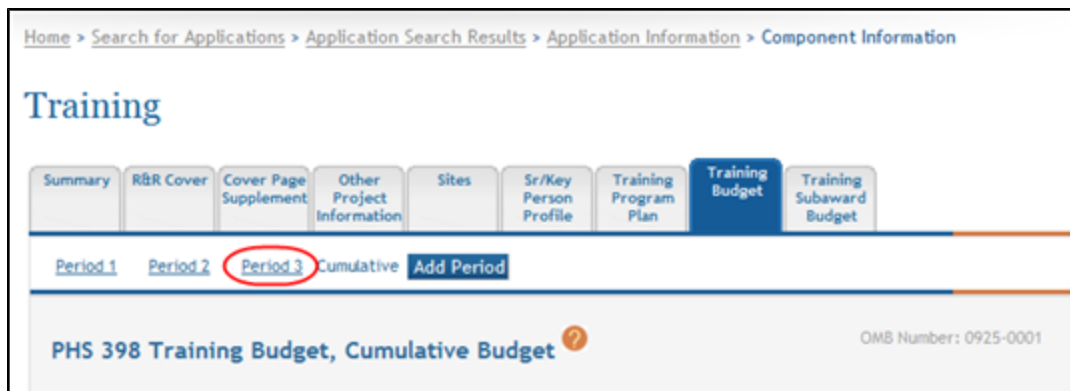 Home > Search for Applications > Application Search Results > Application Information > Component Information
Training
Summary
R&R Cover
Cover Page
Supplement
Other
Project
Information
Sites
Sr/Key
Person
Profile
Training
Program
Plan
Training
Budget
Training
Subaward
Budget
Period 1 Period 2 Period 3 Cumulative Add Period
PHS 398 Training Budget, Cumulative Budget ?
OMB Number: 0925-0001